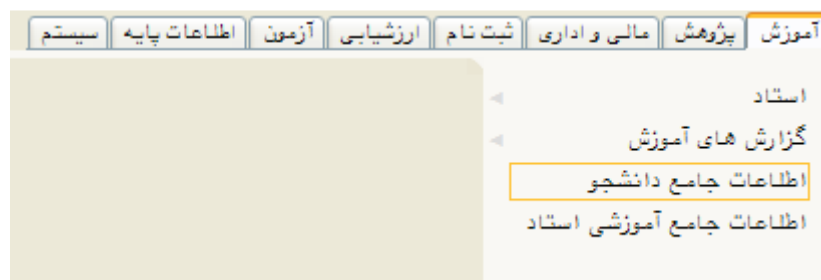 آموزش پژوهش مالی و اداری ثبت نام ارزشیابی آزمون اطلاعات پایه سیستم
استاد
گزارش های آموزش
اطلاعات جامع دانشجو
اطلاعات جامع آموزشی استاد